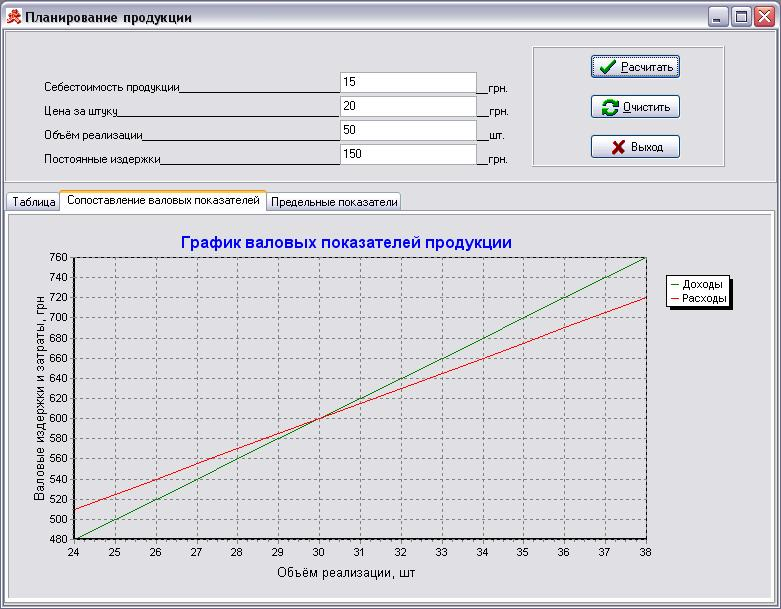 Планирование продукции
Себестоимость продукции 15 грн.
Цена за штуку 20 грн.
Объём реализации 50 шт.
Постоянные издержки 150 грн.
Расчитать
Очистить
Выход
Таблица Сопоставление валовых показателей Предельные показатели
График валовых показателей продукции
Валовые издержки и затраты, грн
760
740
720
700
680
660
640
620
600
580
560
540
520
500
480
24 25 26 27 28 29 30 31 32 33 34 35 36 37 38
Объём реализации, шт
Доходы
Расходы